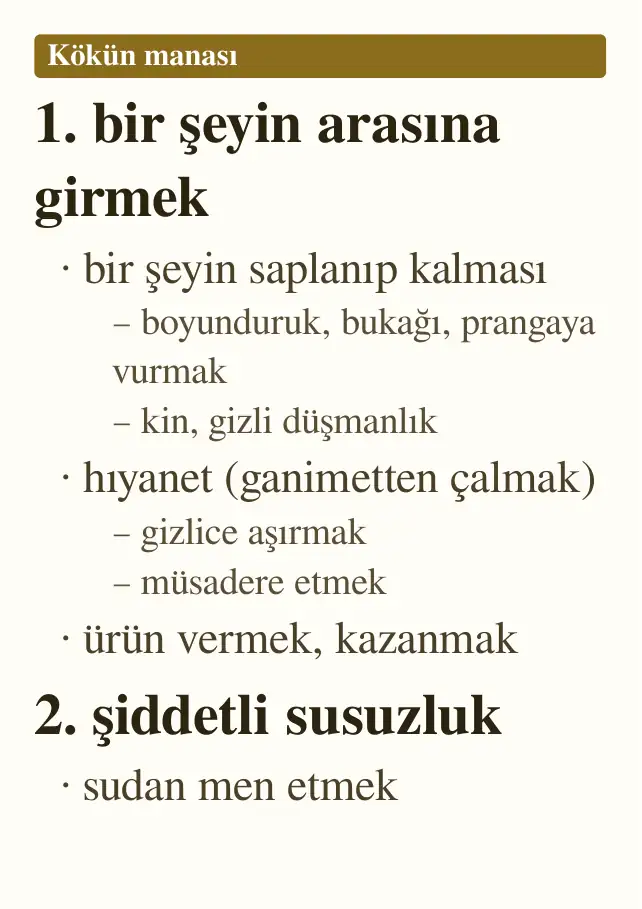 Kökün manası
1. bir şeyin arasına
girmek
· bir şeyin saplanıp kalması
– boyunduruk, bukağı, prangaya
vurmak
– kin, gizli düşmanlık
· hıyanet (ganimetten çalmak)
– gizlice aşırmak
– müsadere etmek
· ürün vermek, kazanmak
2. şiddetli susuzluk
· sudan men etmek